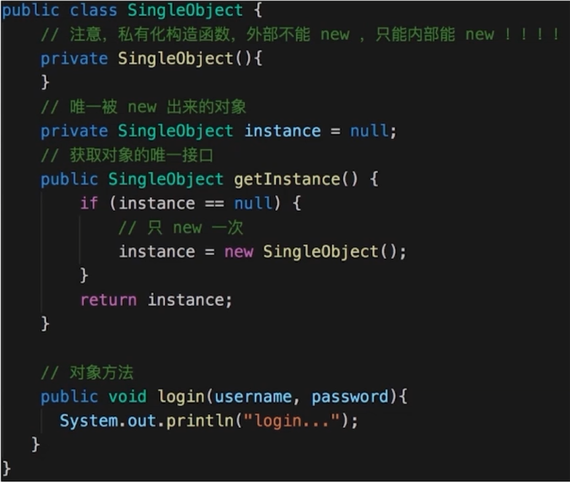 public class SingleObject {
    // 注意，私有化构造函数，外部不能 new ，只能内部能 new ！！！！
    private SingleObject(){
    }
    // 唯一被 new 出来的对象
    private SingleObject instance = null;
    // 获取对象的唯一接口
    public SingleObject getInstance() {
        if (instance == null) {
            // 只 new 一次
            instance = new SingleObject();
        }
        return instance;
    }

    // 对象方法
    public void login(username, password){
      System.out.println("login...");
   }
}